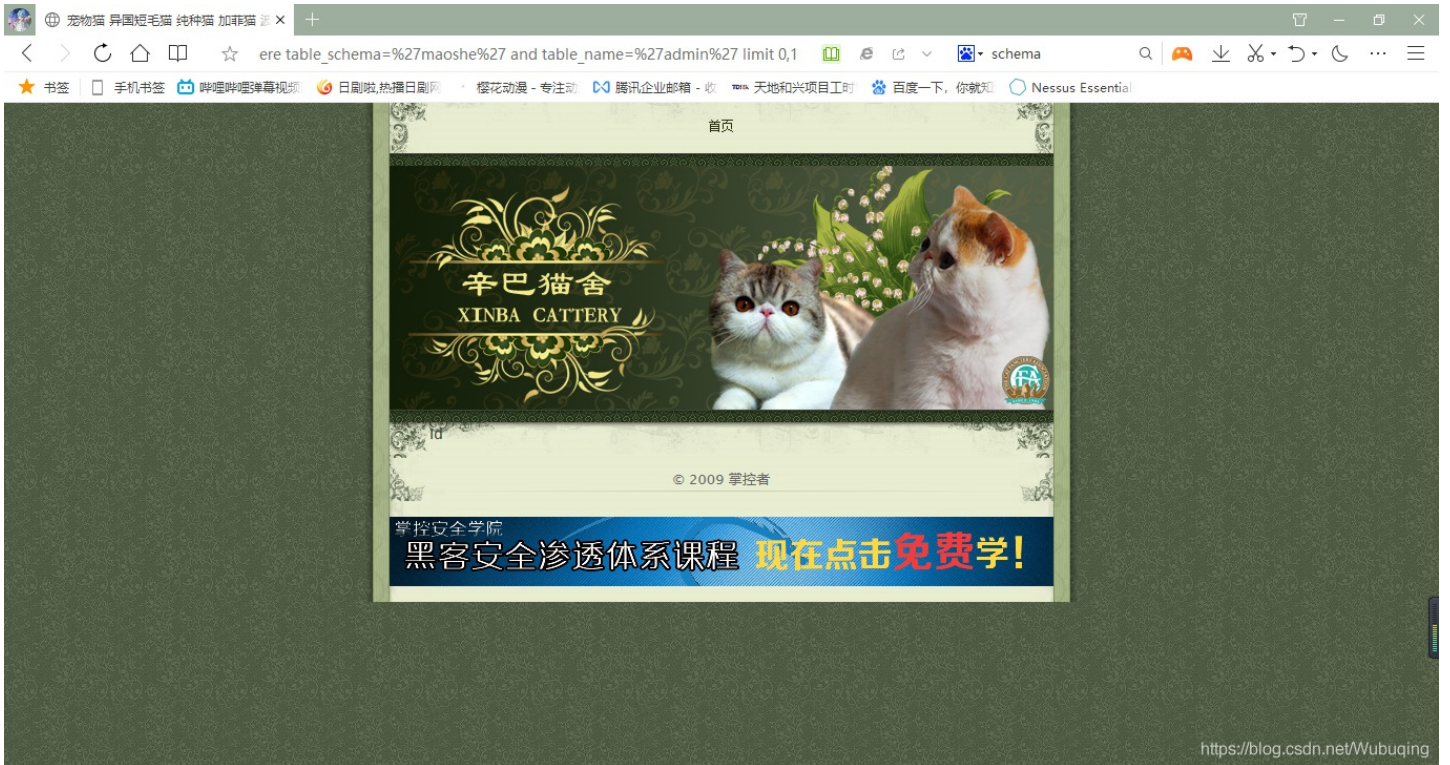 宠物猫 异国短毛猫 纯种猫 加菲猫
ere table_schema=%27maoshe%27 and table_name=%27admin%27 limit 0,1
schema
书签 手机书签 哔哩哔哩弹幕视频 日剧啦,热播日剧网 樱花动漫 - 专注动 腾讯企业邮箱 - 收 天地和兴项目工时 百度一下，你就知 Nessus Essential
首页
辛巴猫舍
XINBA CATTERY
Id
© 2009 掌控者
掌控安全学院
黑客安全渗透体系课程 现在点击免费学!
https://blog.csdn.net/Wubuqing